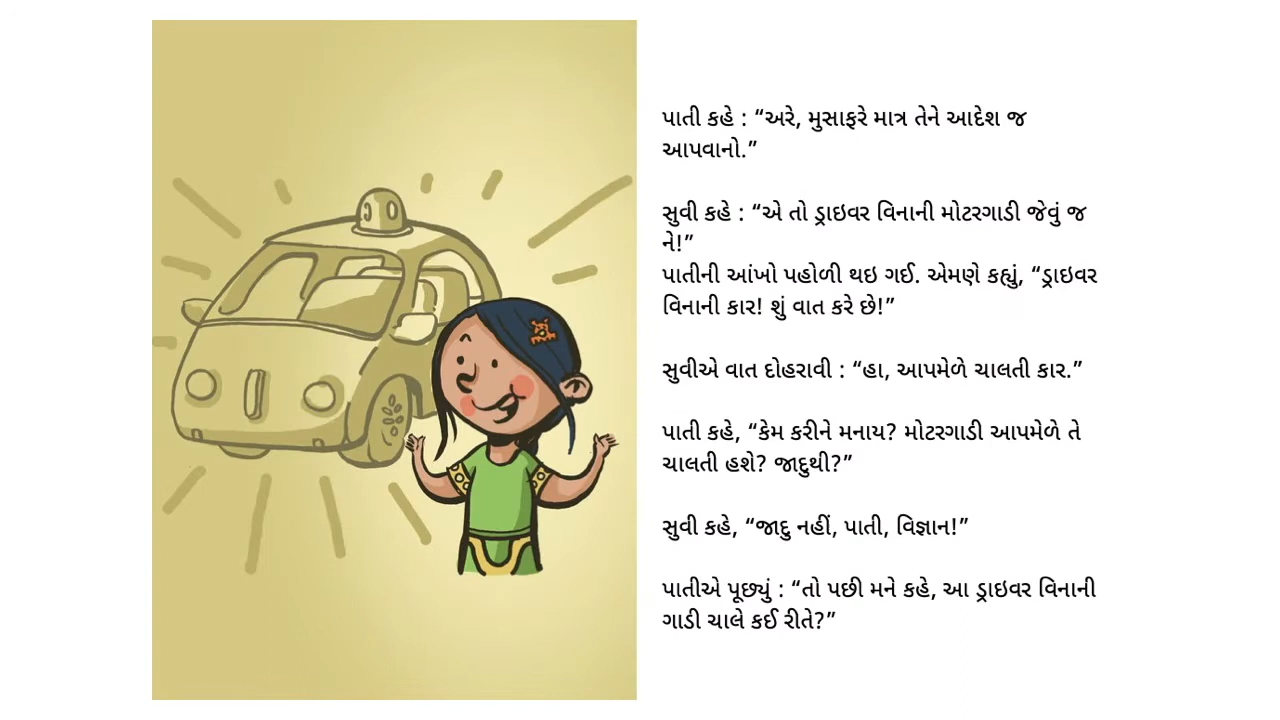 પાતી કહે : “અરે, મુસાફરે માત્ર તેને આદેશ જ
આપવાનો.”
સુવી કહે : “એ તો ડ્રાઇવર વિનાની મોટરગાડી જેવું જ
ને!”
પાતીની આંખો પહોળી થઇ ગઈ. એમણે કહ્યું, “ડ્રાઇવર
વિનાની કાર! શું વાત કરે છે!”
સુવીએ વાત દોહરાવી : “હા, આપમેળે ચાલતી કાર.”
પાતી કહે, “કેમ કરીને મનાય? મોટરગાડી આપમેળે તે
ચાલતી હશે? જાદુથી?”
સુવી કહે, “જાદુ નહીં, પાતી, વિજ્ઞાન!”
પાતીએ પૂછ્યું : “તો પછી મને કહે, આ ડ્રાઇવર વિનાની
ગાડી ચાલે કઈ રીતે?”